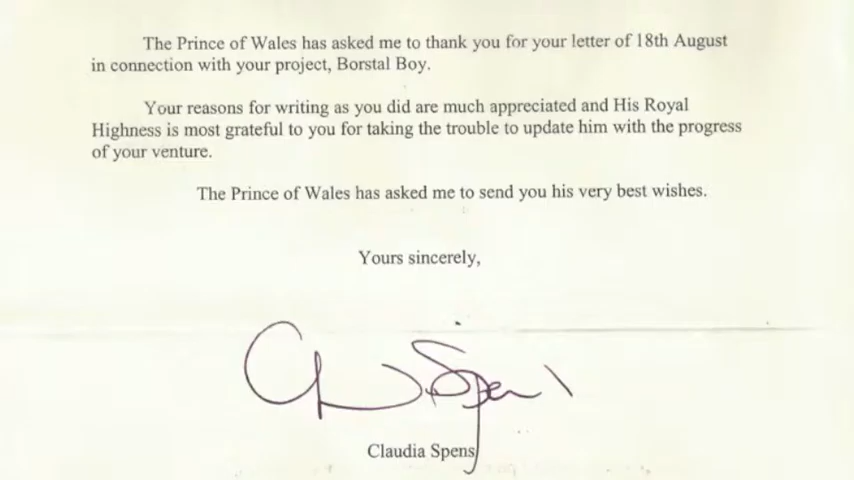 The Prince of Wales has asked me to thank you for your letter of 18th August
in connection with your project, Borstal Boy.
Your reasons for writing as you did are much appreciated and His Royal
Highness is most grateful to you for taking the trouble to update him with the progress
of your venture.
The Prince of Wales has asked me to send you his very best wishes.
Yours sincerely,
Claudia Spens